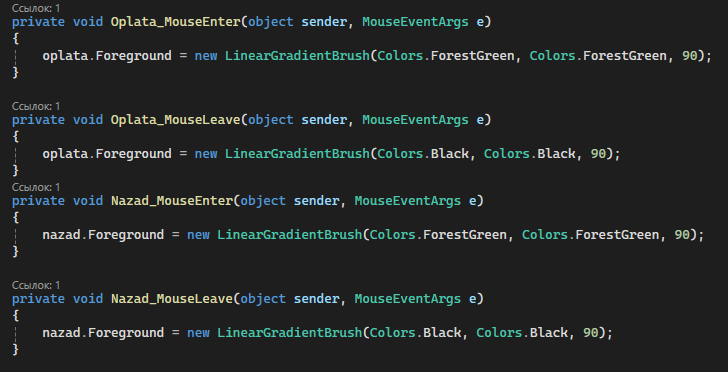 Ссылок: 1
private void Oplata_MouseEnter(object sender, MouseEventArgs e)
{
oplata.Foreground = new LinearGradientBrush(Colors.ForestGreen, Colors.ForestGreen, 90);
}
Ссылок: 1
private void Oplata_MouseLeave(object sender, MouseEventArgs e)
{
oplata.Foreground = new LinearGradientBrush(Colors.Black, Colors.Black, 90);
}
Ссылок: 1
private void Nazad_MouseEnter(object sender, MouseEventArgs e)
{
nazad.Foreground = new LinearGradientBrush(Colors.ForestGreen, Colors.ForestGreen, 90);
}
Ссылок: 1
private void Nazad_MouseLeave(object sender, MouseEventArgs e)
{
nazad.Foreground = new LinearGradientBrush(Colors.Black, Colors.Black, 90);
}